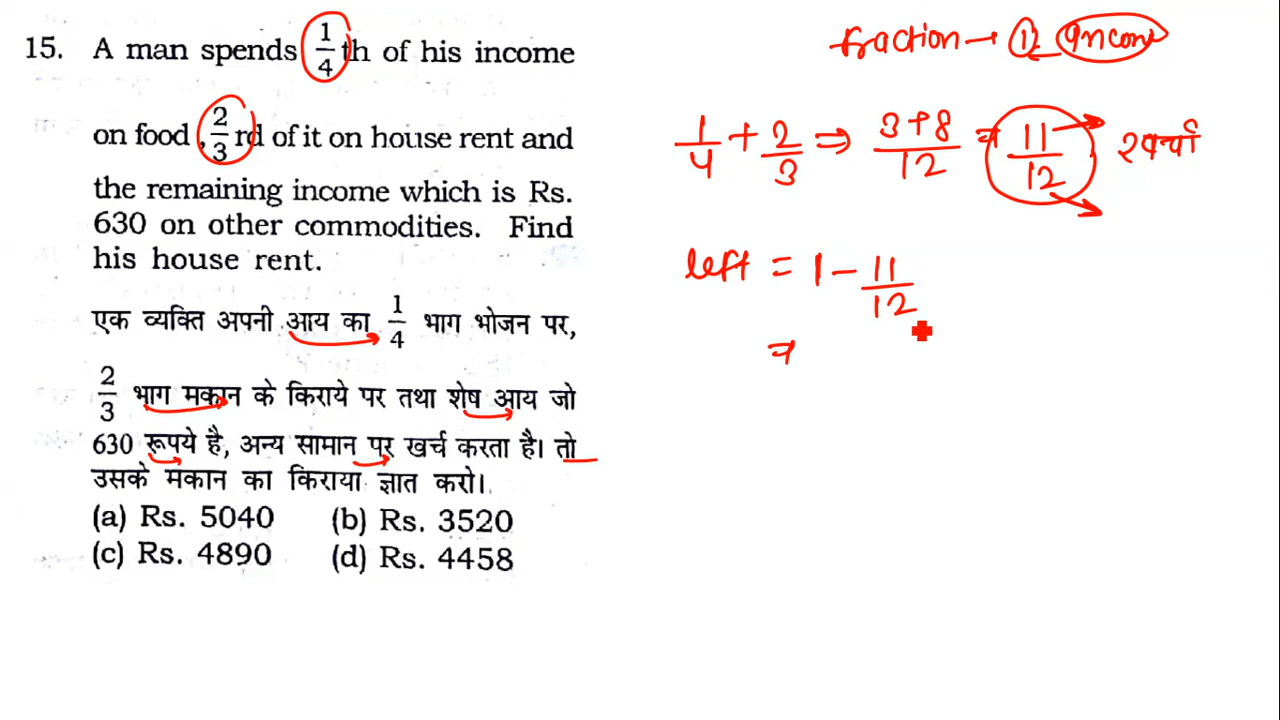 15. A man spends 1/4 th of his income
on food, 2/3 rd of it on house rent and
the remaining income which is Rs.
630 on other commodities. Find
his house rent.
एक व्यक्ति अपनी आय का 1/4 भाग भोजन पर,
2/3 भाग मकान के किराये पर तथा शेष आय जो
630 रूपये है, अन्य सामान पर खर्च करता है। तो
उसके मकान का किराया ज्ञात करो।
(a) Rs. 5040 (b) Rs. 3520
(c) Rs. 4890 (d) Rs. 4458
fraction → 1
1/4 + 2/3 ⇒ 3+8/12 = 11/12
left = 1 - 11/12
=